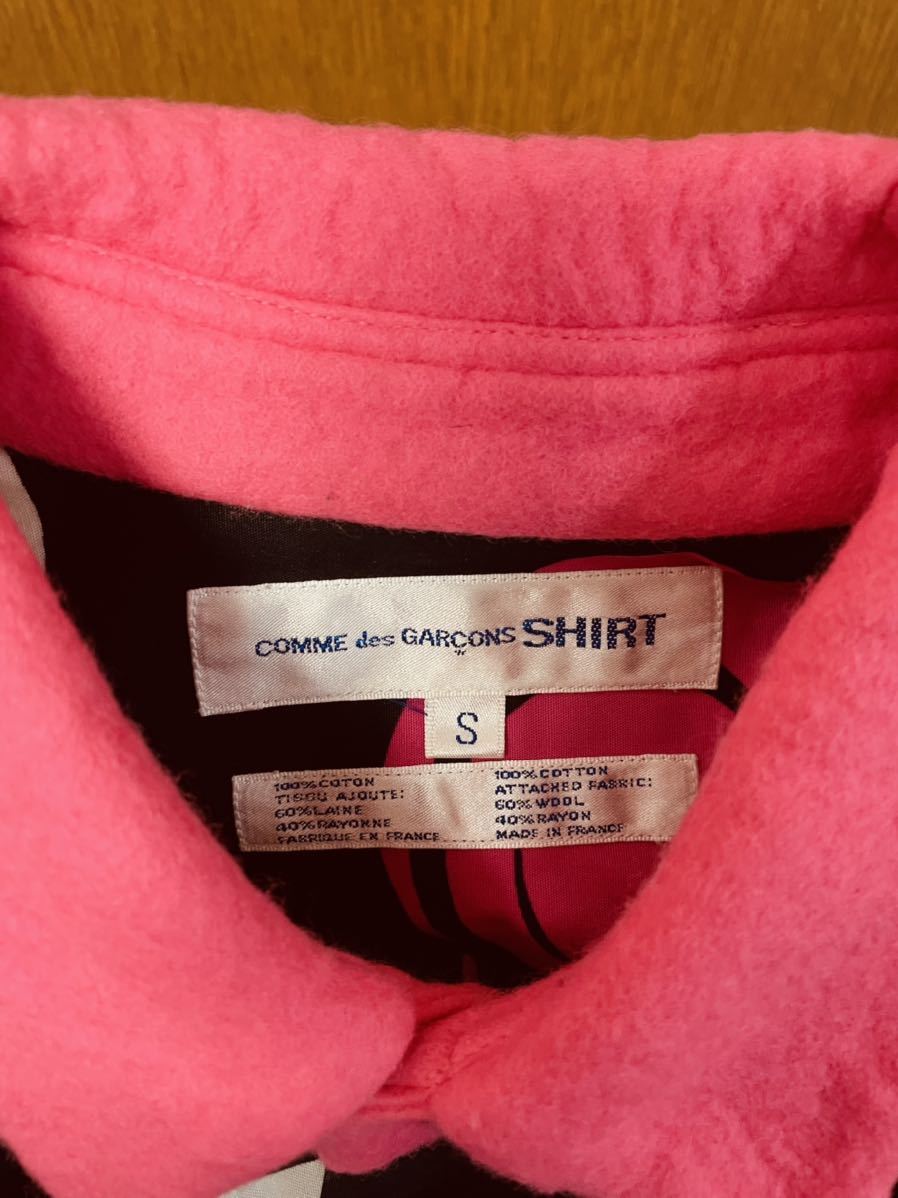 COMME des GARÇONS SHIRT
S
100% COTON
TISSU AJOUTE:
60% LAINE
40% RAYONNE
FABRIQUE EN FRANCE
100% COTTON
ATTACHED FABRIC:
60% WOOL
40% RAYON
MADE IN FRANCE